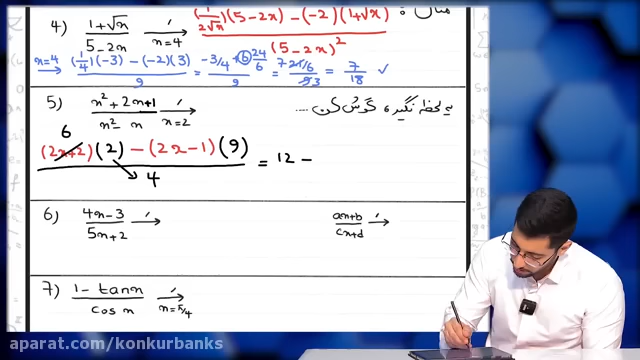 مثال :
4) (1+√x)/(5-2x) →′ x=4 ((1/(2√x))(5-2x) - (-2)(1+√x))/(5-2x)²
x=4 → ((1/4)(-3) - (-2)(3))/9 = (-3/4 + 6 24/6)/9 = = 7/18 ✓
5) (x²+2x+1)/(x²-x) →′ x=2 یه لحظه نگیره گوش کن ....
6
((2x+2)(2) - (2x-1)(9))/4 = 12 -
6) (4x-3)/(5x+2) →′ (ax+b)/(cx+d) →′
7) (1-tanx)/(cosx) →′ x=π/4
aparat.com/konkurbanks